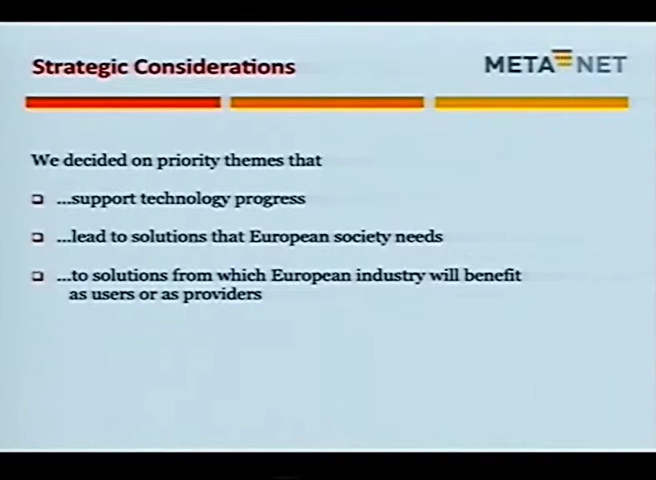 Strategic Considerations
META NET
We decided on priority themes that
...support technology progress
...lead to solutions that European society needs
...to solutions from which European industry will benefit
as users or as providers